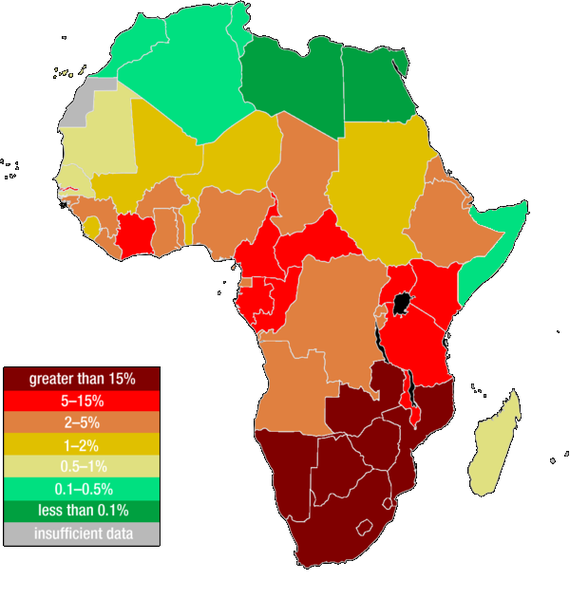 greater than 15%
5–15%
2–5%
1–2%
0.5–1%
0.1–0.5%
less than 0.1%
insufficient data